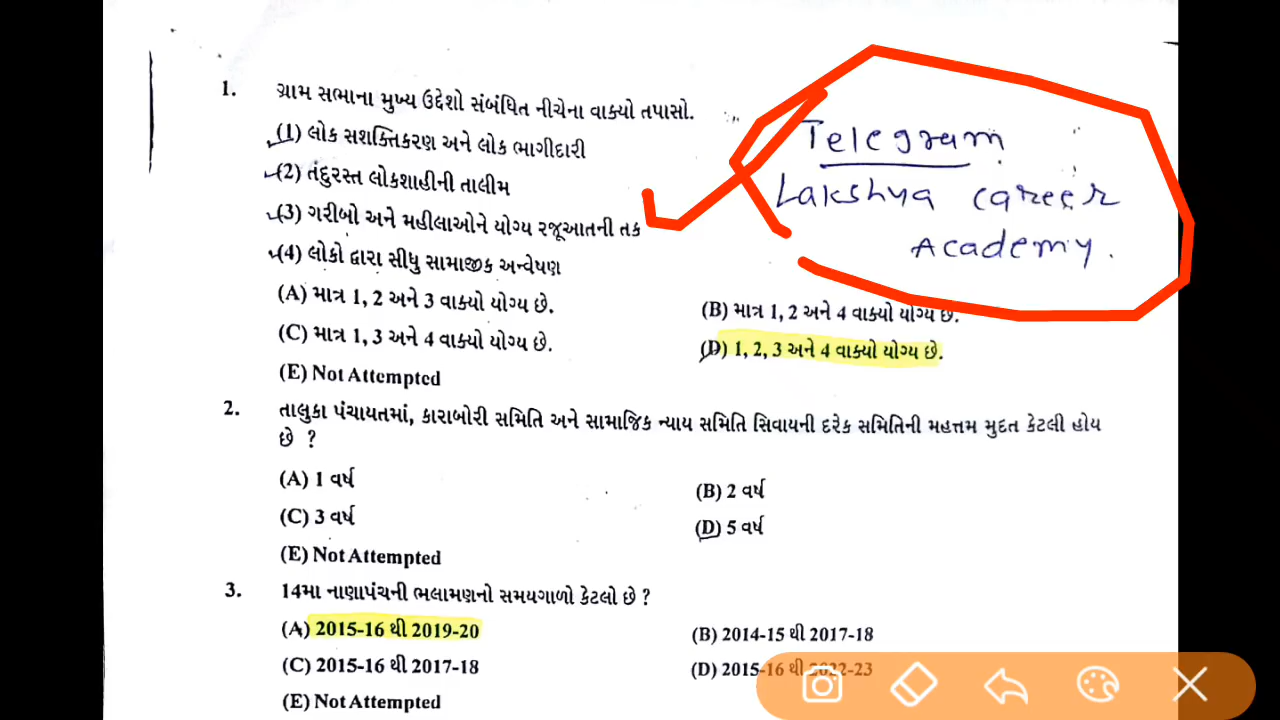 1. ગ્રામ સભાના મુખ્ય ઉદ્દેશો સંબંધિત નીચેના વાક્યો તપાસો.
(1) લોક સશક્તિકરણ અને લોક ભાગીદારી
(2) તંદુરસ્ત લોકશાહીની તાલીમ
(3) ગરીબો અને મહીલાઓને યોગ્ય રજૂઆતની તક
(4) લોકો દ્વારા સીધુ સામાજીક અન્વેષણ
(A) માત્ર 1, 2 અને 3 વાક્યો યોગ્ય છે.
(B) માત્ર 1, 2 અને 4 વાક્યો યોગ્ય છે.
(C) માત્ર 1, 3 અને 4 વાક્યો યોગ્ય છે.
(D) 1, 2, 3 અને 4 વાક્યો યોગ્ય છે.
(E) Not Attempted
Telegram
Lakshya career
Academy.
2. તાલુકા પંચાયતમાં, કારાબોરી સમિતિ અને સામાજિક ન્યાય સમિતિ સિવાયની દરેક સમિતિની મહત્તમ મુદત કેટલી હોય
છે ?
(A) 1 વર્ષ
(B) 2 વર્ષ
(C) 3 વર્ષ
(D) 5 વર્ષ
(E) Not Attempted
3. 14મા નાણાપંચની ભલામણનો સમયગાળો કેટલો છે ?
(A) 2015-16 થી 2019-20
(B) 2014-15 થી 2017-18
(C) 2015-16 થી 2017-18
(D) 2015-16 થી 2022-23
(E) Not Attempted